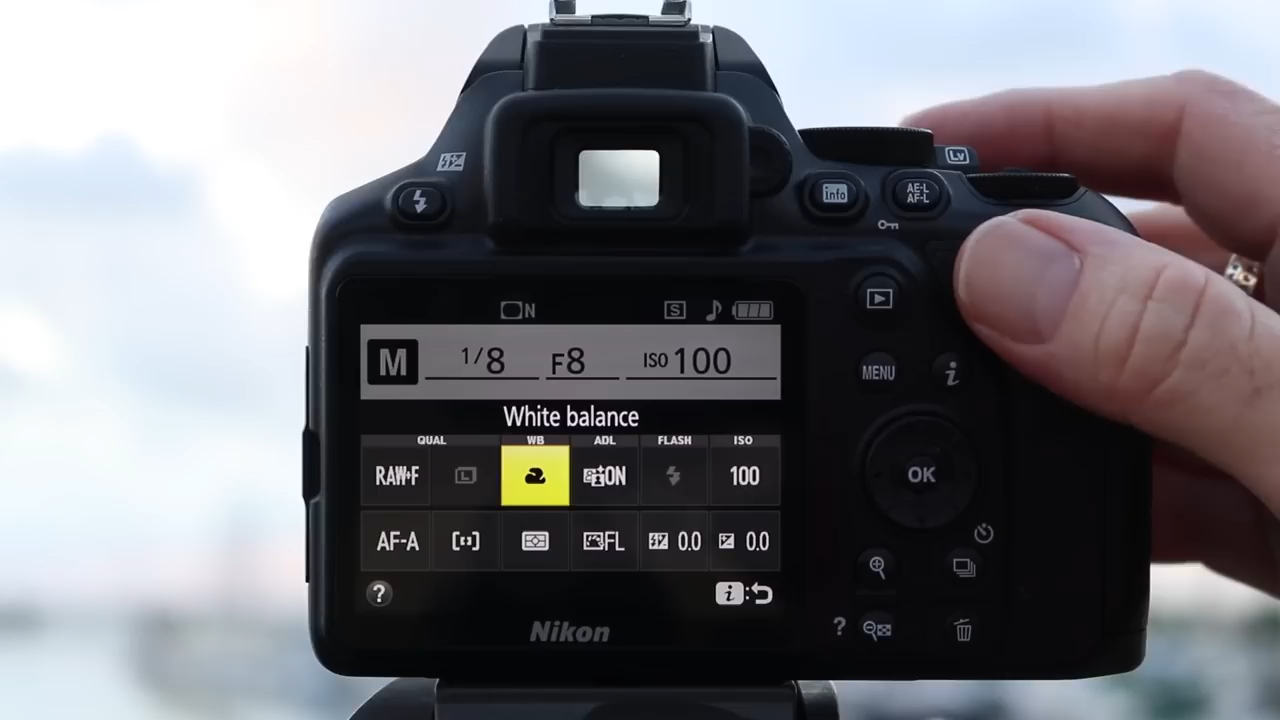 Lv
info
AE-L
AF-L
N
S
M 1/8 F8 ISO 100
White balance
QUAL WB ADL FLASH ISO
RAW+F L ON 100
AF-A FL 0.0 0.0
? i:
Nikon
MENU i
OK
?